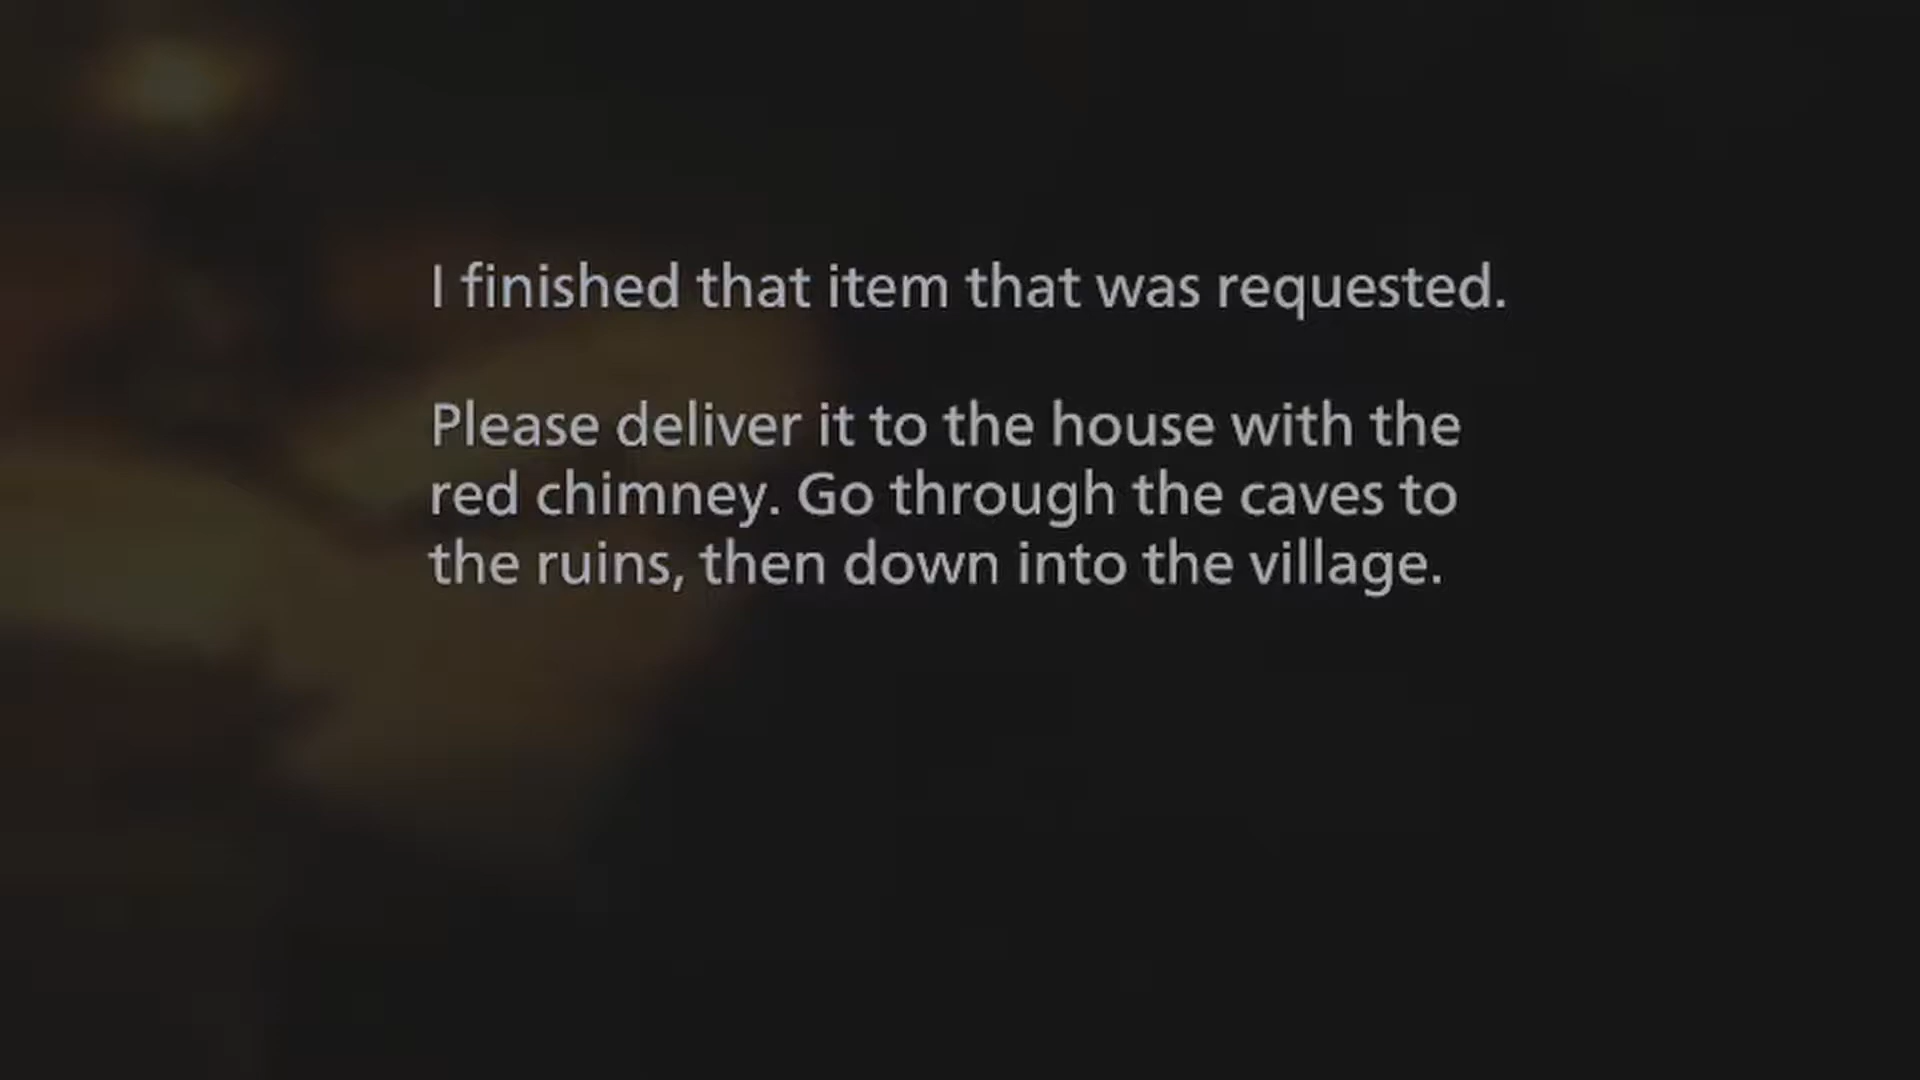 I finished that item that was requested.
Please deliver it to the house with the
red chimney. Go through the caves to
the ruins, then down into the village.